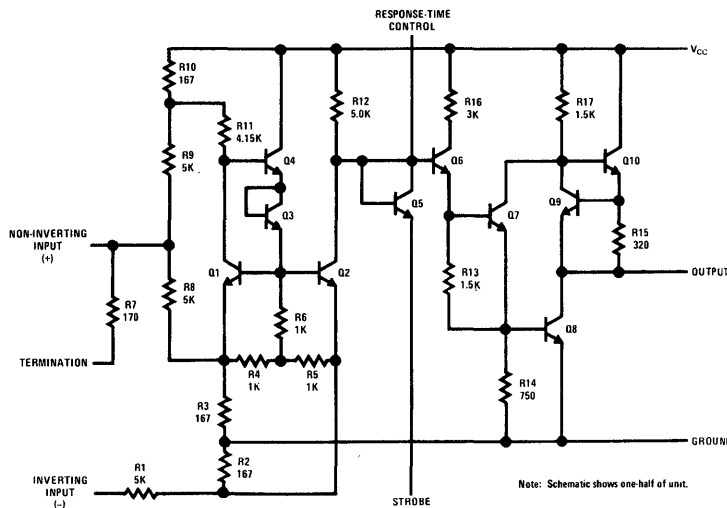 RESPONSE-TIME
CONTROL
VCC
R10
167
R12
5.0K
R16
3K
R17
1.5K
R11
4.15K
Q4
Q6
Q10
R9
5K
Q3
Q5
Q7
Q9
R15
320
NON-INVERTING
INPUT
(+)
Q1
Q2
R13
1.5K
OUTPUT
R8
5K
R7
170
R6
1K
Q8
TERMINATION
R4
1K
R5
1K
R14
750
R3
167
GROUND
R2
167
INVERTING
INPUT
(−)
R1
5K
STROBE
Note: Schematic shows one-half of unit.